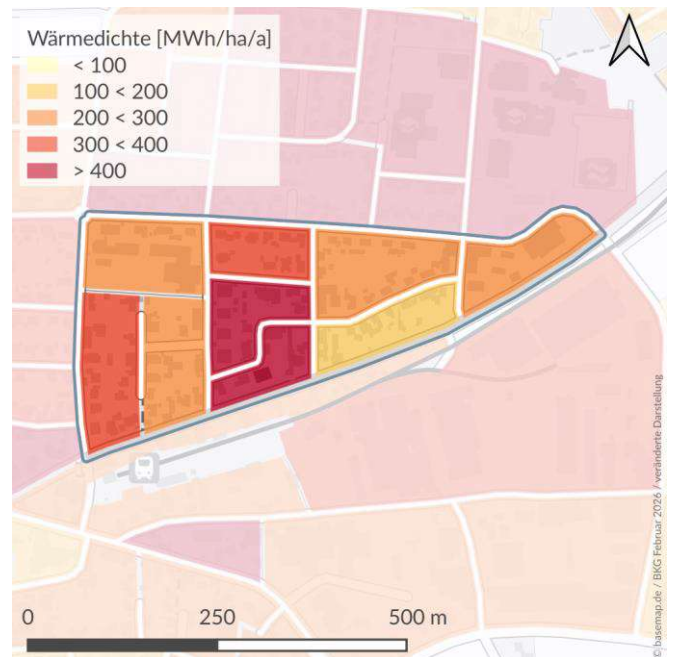 Wärmedichte [MWh/ha/a]
< 100
100 < 200
200 < 300
300 < 400
> 400
0 250 500 m
© basemap.de / BKG Februar 2026 / veränderte Darstellung